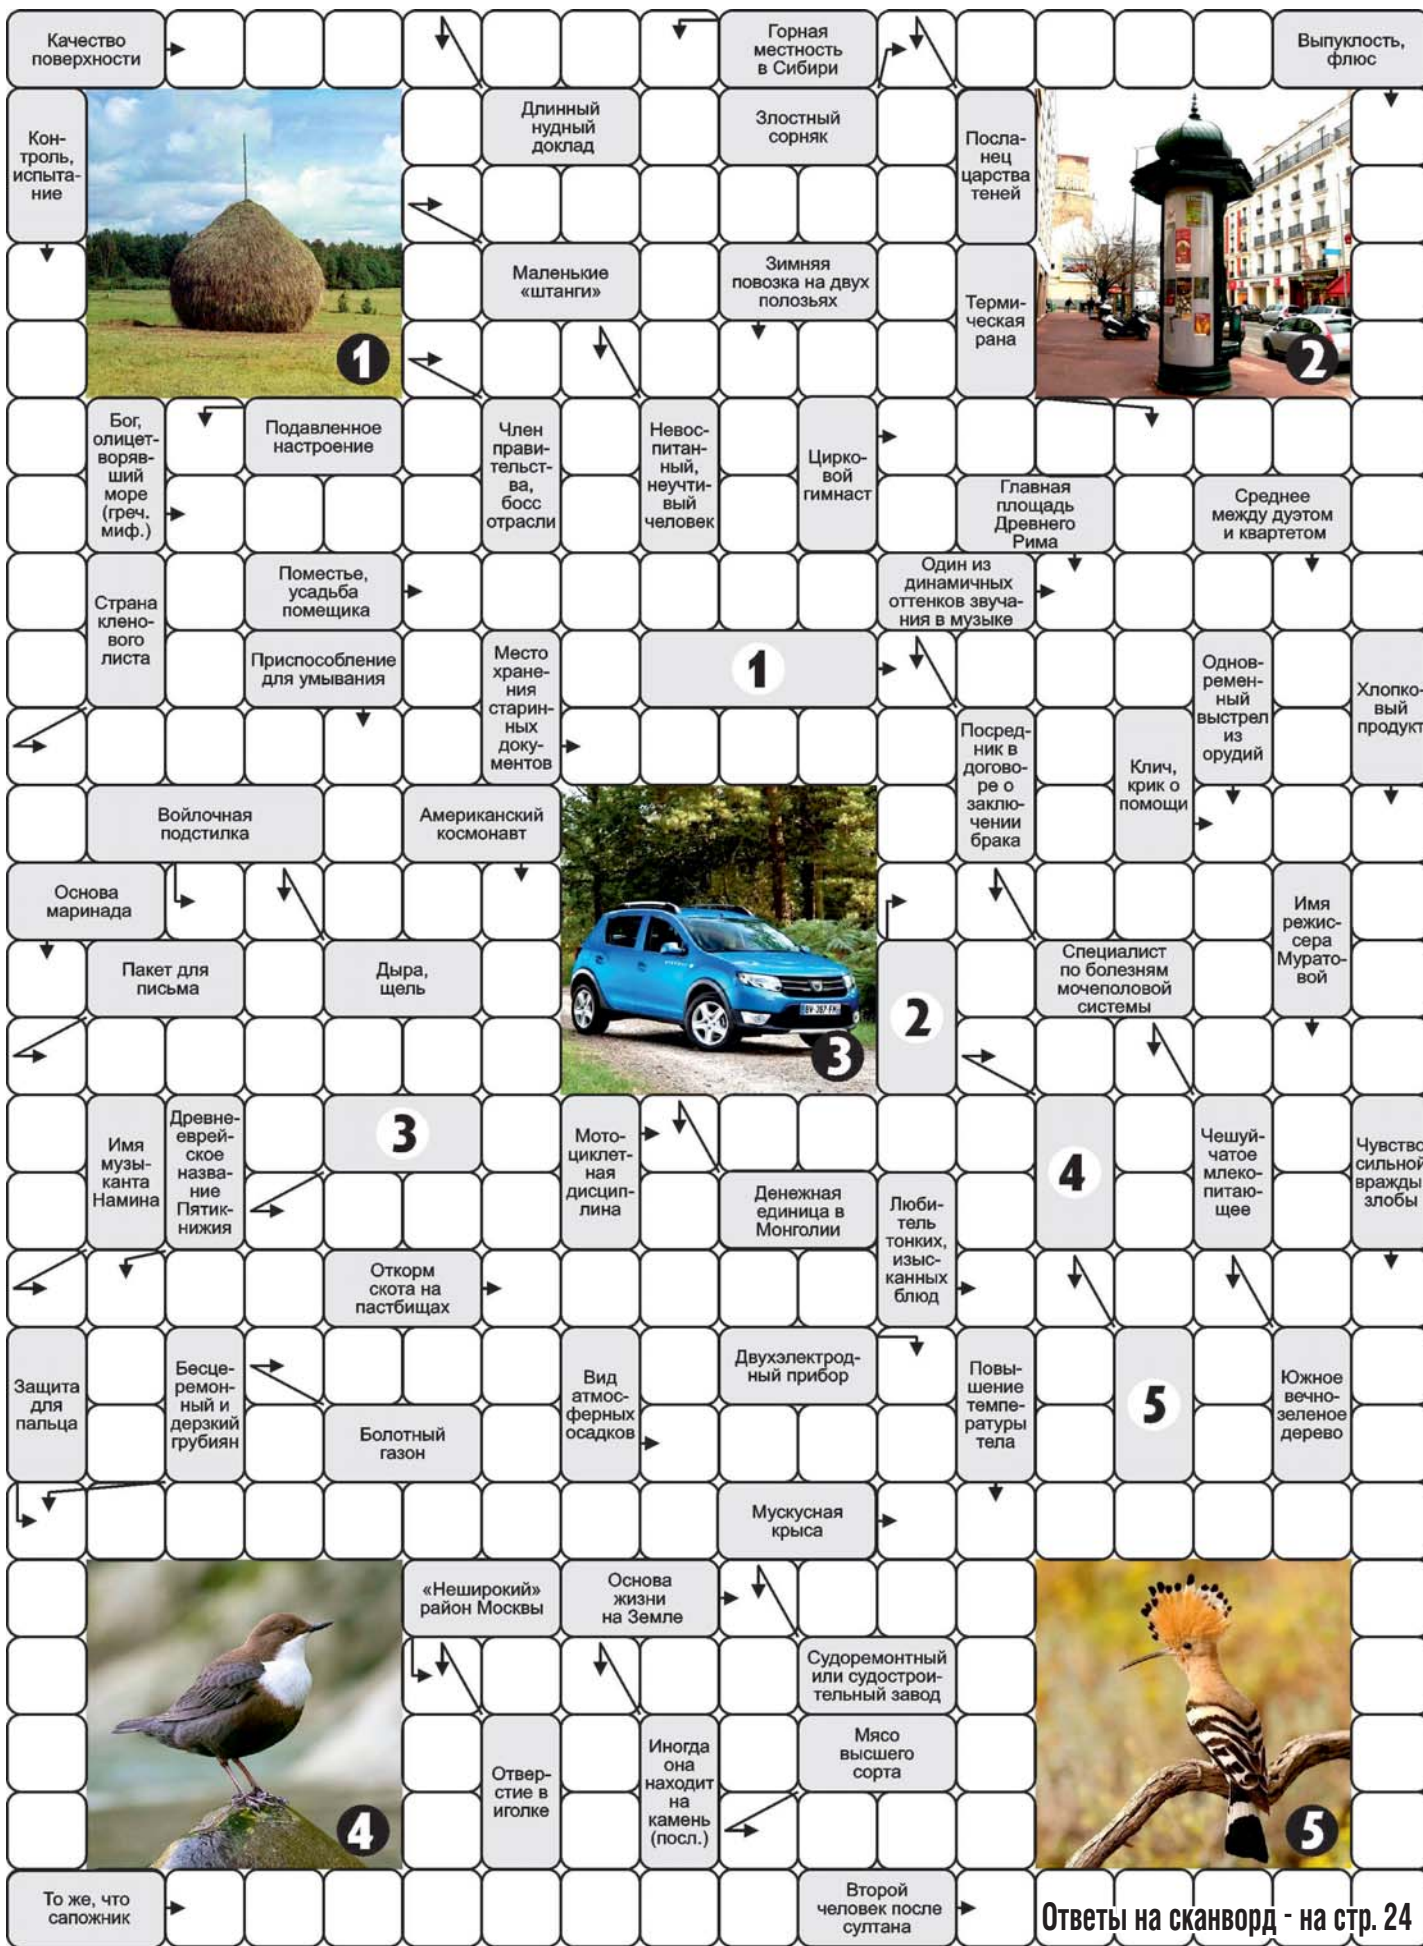 Качество
поверхности
Горная
местность
в Сибири
Выпуклость,
флюс
Кон-
троль,
испыта-
ние
Длинный
нудный
доклад
Злостный
сорняк
Посла-
нец
царства
теней
1
Маленькие
«штанги»
Зимняя
повозка на двух
полозьях
Терми-
ческая
рана
2
Бог,
олицет-
воряв-
ший
море
(греч.
миф.)
Подавленное
настроение
Член
прави-
тельст-
ва,
босс
отрасли
Невос-
питан-
ный,
неучти-
вый
человек
Цирко-
вой
гимнаст
Главная
площадь
Древнего
Рима
Среднее
между дуэтом
и квартетом
Страна
клено-
вого
листа
Поместье,
усадьба
помещика
Один из
динамичных
оттенков звуча-
ния в музыке
Приспособление
для умывания
Место
хране-
ния
старин-
ных
доку-
ментов
1
Однов-
ремен-
ный
выстрел
из
орудий
Хлопко-
вый
продукт
Посред-
ник в
догово-
ре о
заклю-
чении
брака
Клич,
крик о
помощи
Войлочная
подстилка
Американский
космонавт
Основа
маринада
Имя
режис-
сера
Мурато-
вой
Пакет для
письма
Дыра,
щель
BV-287-FM
3
2
Специалист
по болезням
мочеполовой
системы
Имя
музы-
канта
Намина
Древне-
еврей-
ское
назва-
ние
Пятик-
нижия
3
Мото-
циклет-
ная
дисцип-
лина
Денежная
единица в
Монголии
Люби-
тель
тонких,
изыс-
канных
блюд
4
Чешуй-
чатое
млеко-
питаю-
щее
Чувство
сильной
вражды,
злобы
Откорм
скота на
пастбищах
Защита
для
пальца
Бесце-
ремон-
ный и
дерзкий
грубиян
Болотный
газон
Вид
атмос-
ферных
осадков
Двухэлектрод-
ный прибор
Повы-
шение
темпе-
ратуры
тела
5
Южное
вечно-
зеленое
дерево
Мускусная
крыса
«Неширокий»
район Москвы
Основа
жизни
на Земле
Судоремонтный
или судострои-
тельный завод
Отвер-
стие в
иголке
Иногда
она
находит
на
камень
(посл.)
Мясо
высшего
сорта
4
5
То же, что
сапожник
Второй
человек после
султана
Ответы на сканворд - на стр. 24